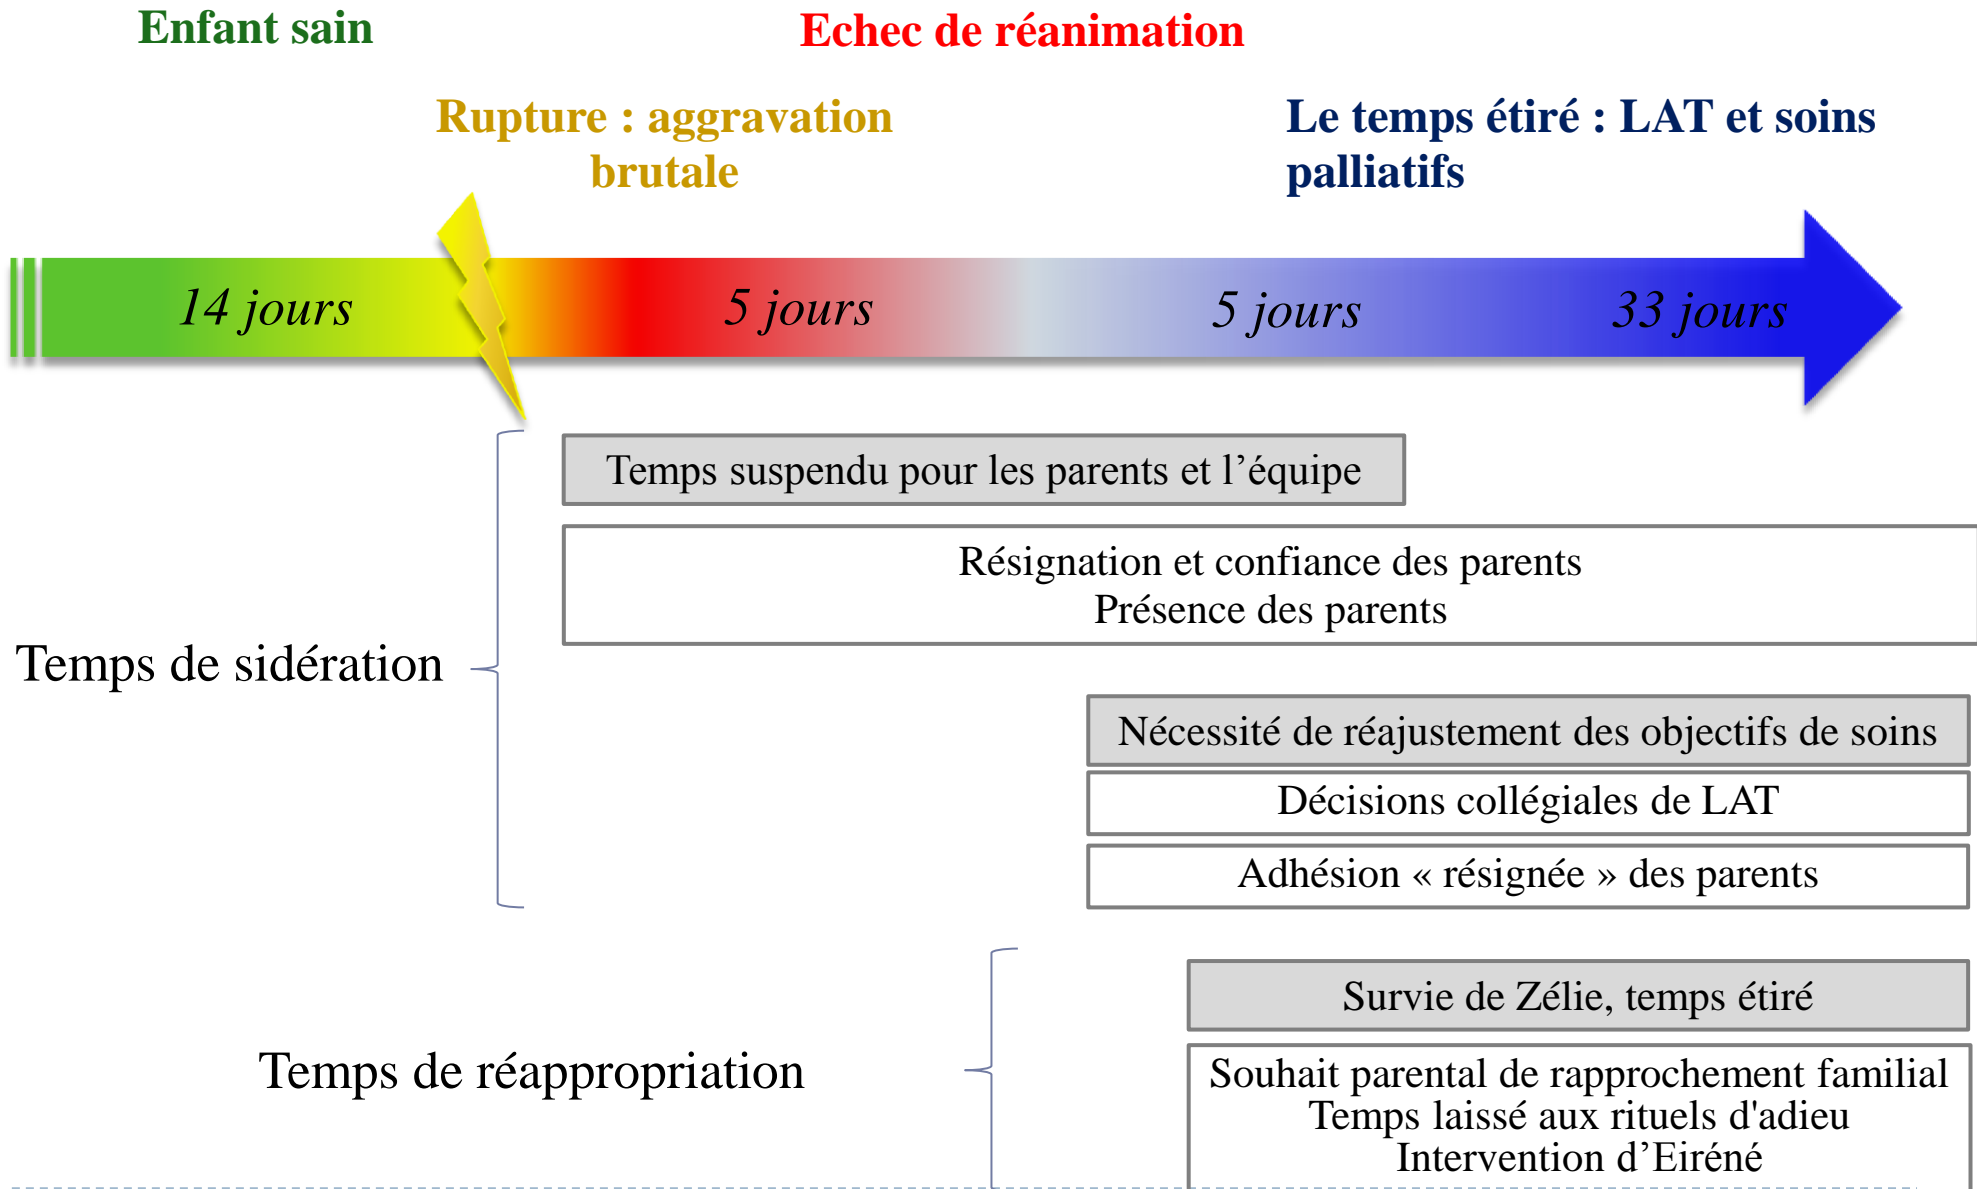 Enfant sain
Echec de réanimation
Rupture : aggravation
brutale
Le temps étiré : LAT et soins
palliatifs
14 jours
5 jours
5 jours
33 jours
Temps suspendu pour les parents et l’équipe
Résignation et confiance des parents
Présence des parents
Temps de sidération
Nécessité de réajustement des objectifs de soins
Décisions collégiales de LAT
Adhésion « résignée » des parents
Survie de Zélie, temps étiré
Temps de réappropriation
Souhait parental de rapprochement familial
Temps laissé aux rituels d'adieu
Intervention d’Eiréné